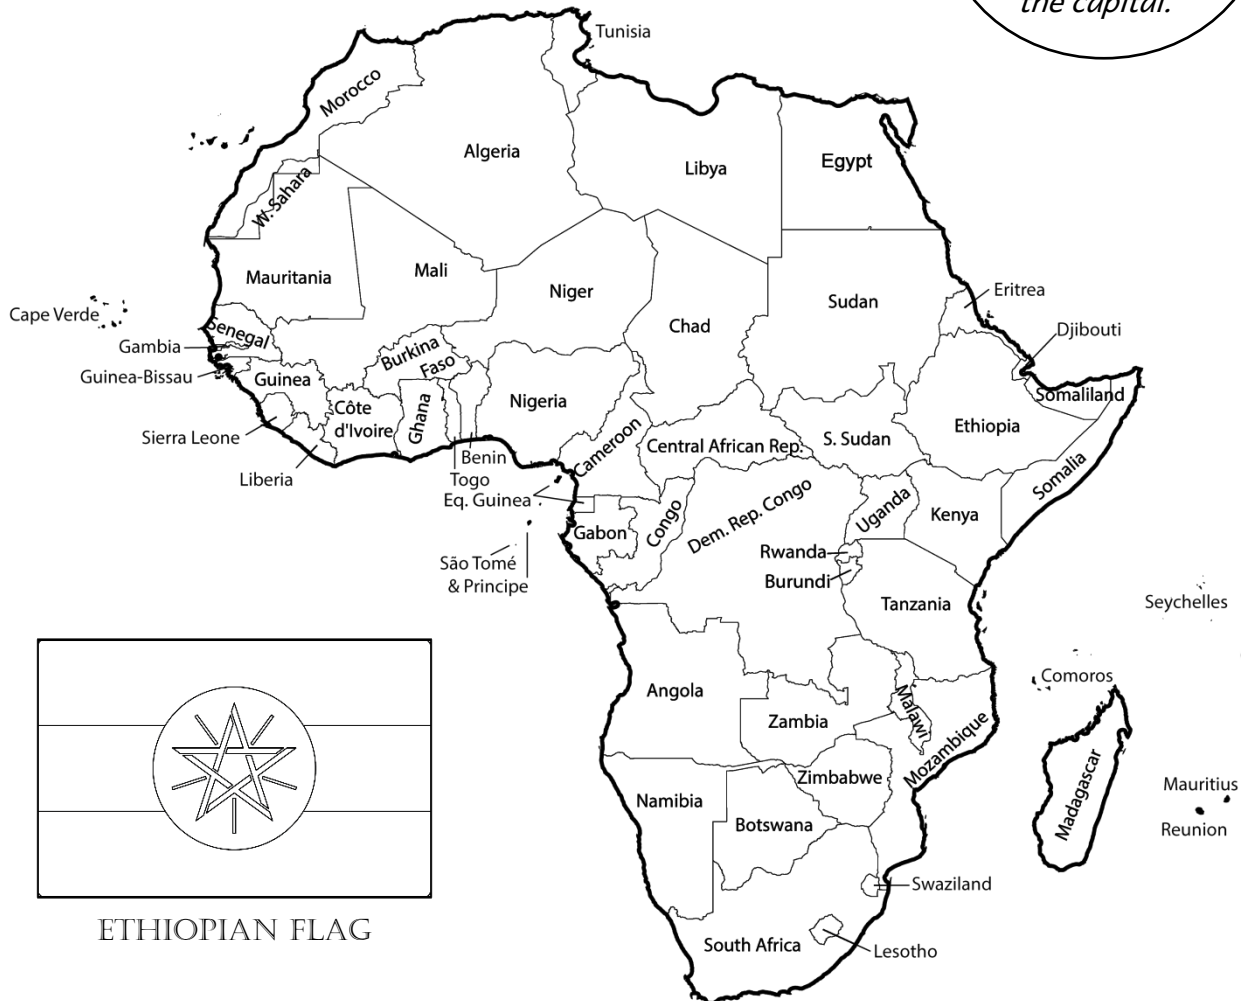 the capital.
Tunisia
Morocco
Algeria
Libya
Egypt
W. Sahara
Mauritania
Mali
Niger
Chad
Sudan
Eritrea
Cape Verde
Senegal
Gambia
Guinea-Bissau
Guinea
Burkina
Faso
Djibouti
Somaliland
Sierra Leone
Liberia
Côte
d'Ivoire
Ghana
Togo
Benin
Nigeria
Cameroon
Central African Rep.
S. Sudan
Ethiopia
Somalia
Eq. Guinea
São Tomé
& Principe
Gabon
Congo
Dem. Rep. Congo
Uganda
Kenya
Rwanda
Burundi
Tanzania
Seychelles
Comoros
Angola
Zambia
Malawi
Mozambique
Zimbabwe
Namibia
Botswana
Madagascar
Mauritius
Reunion
Swaziland
South Africa
Lesotho
ETHIOPIAN FLAG